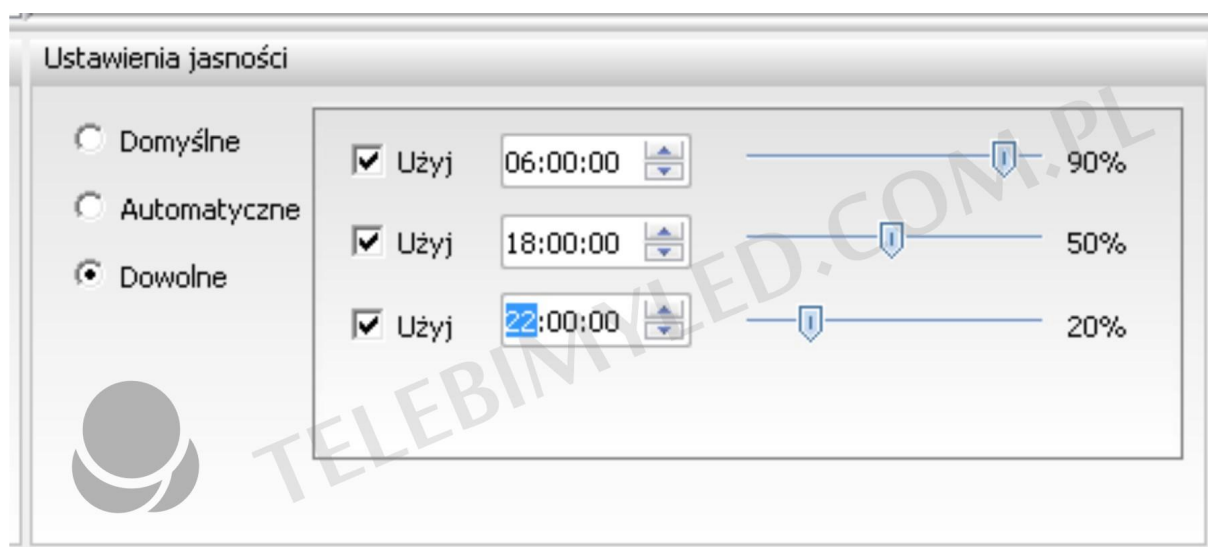 Ustawienia jasności
Domyślne
Automatyczne
Dowolne
Użyj 06:00:00 90%
Użyj 18:00:00 50%
Użyj 22:00:00 20%
TELEBIMYLED.COM.PL